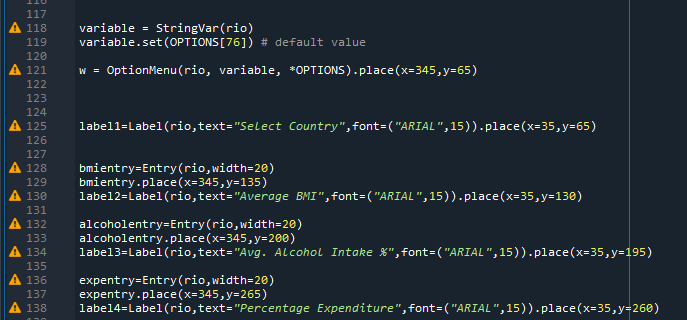 116
117
118 variable = StringVar(rio)
119 variable.set(OPTIONS[76]) # default value
120
121 w = OptionMenu(rio, variable, *OPTIONS).place(x=345,y=65)
122
123
124
125 label1=Label(rio,text="Select Country",font=("ARIAL",15)).place(x=35,y=65)
126
127
128 bmientry=Entry(rio,width=20)
129 bmientry.place(x=345,y=135)
130 label2=Label(rio,text="Average BMI",font=("ARIAL",15)).place(x=35,y=130)
131
132 alcoholentry=Entry(rio,width=20)
133 alcoholentry.place(x=345,y=200)
134 label3=Label(rio,text="Avg. Alcohol Intake %",font=("ARIAL",15)).place(x=35,y=195)
135
136 expentry=Entry(rio,width=20)
137 expentry.place(x=345,y=265)
138 label4=Label(rio,text="Percentage Expenditure",font=("ARIAL",15)).place(x=35,y=260)